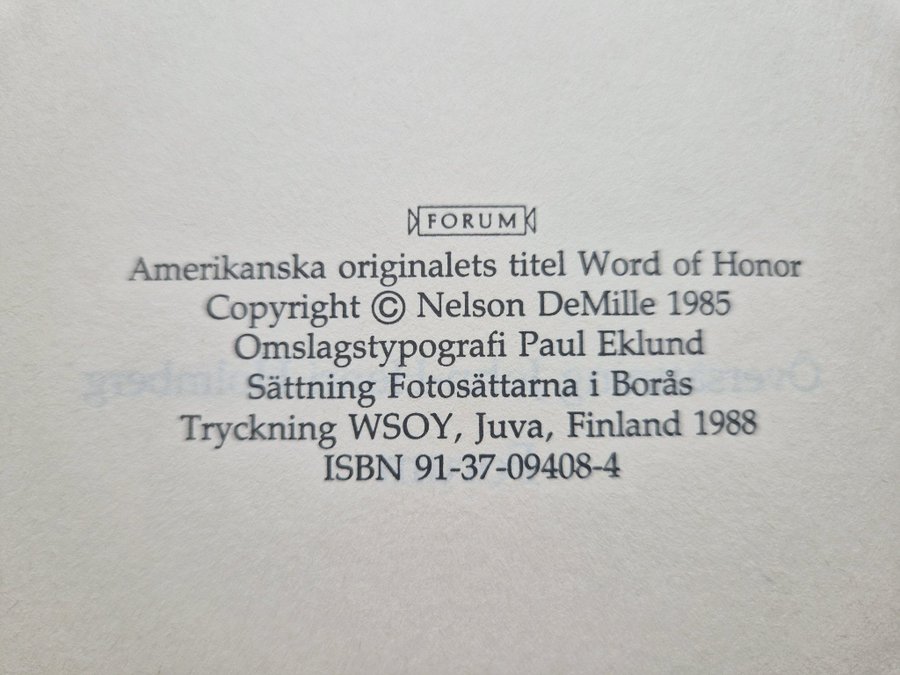 FORUM
Amerikanska originalets titel Word of Honor
Copyright © Nelson DeMille 1985
Omslagstypografi Paul Eklund
Sättning Fotosättarna i Borås
Tryckning WSOY, Juva, Finland 1988
ISBN 91-37-09408-4